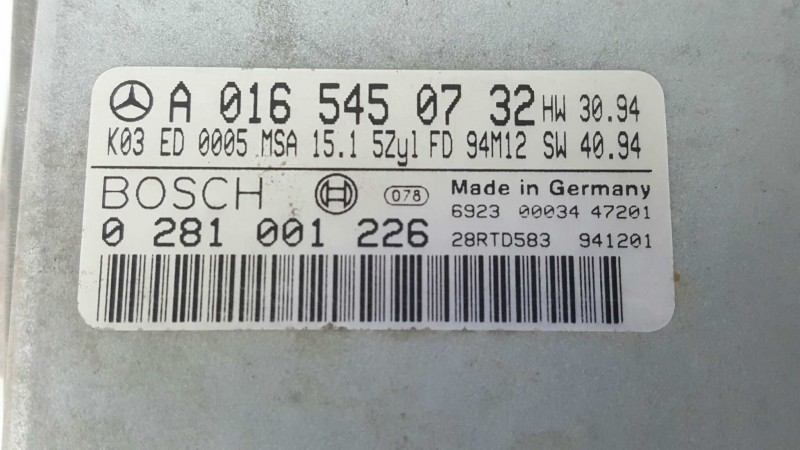 A 016 545 07 32 HW 30.94
K03 ED 0005 MSA 15.1 5Zyl FD 94M12 SW 40.94
BOSCH 078 Made in Germany
6923 00034 47201
0 281 001 226 28RTD583 941201